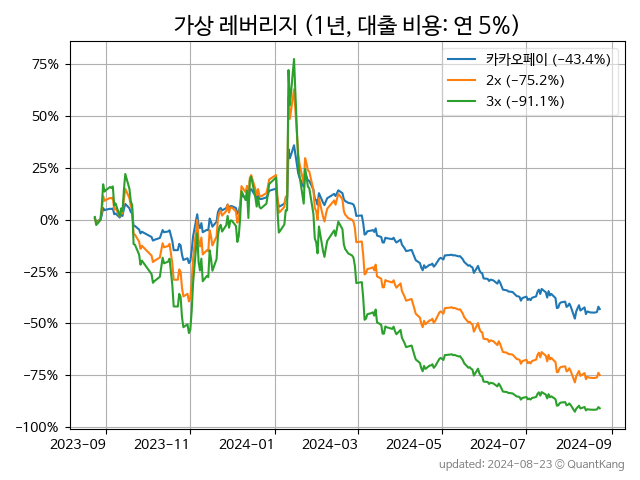 가상 레버리지 (1년, 대출 비용: 연 5%)
카카오페이 (−43.4%)
2x (−75.2%)
3x (−91.1%)
75%
50%
25%
0%
−25%
−50%
−75%
−100%
2023-09 2023-11 2024-01 2024-03 2024-05 2024-07 2024-09
updated: 2024-08-23 © QuantKang